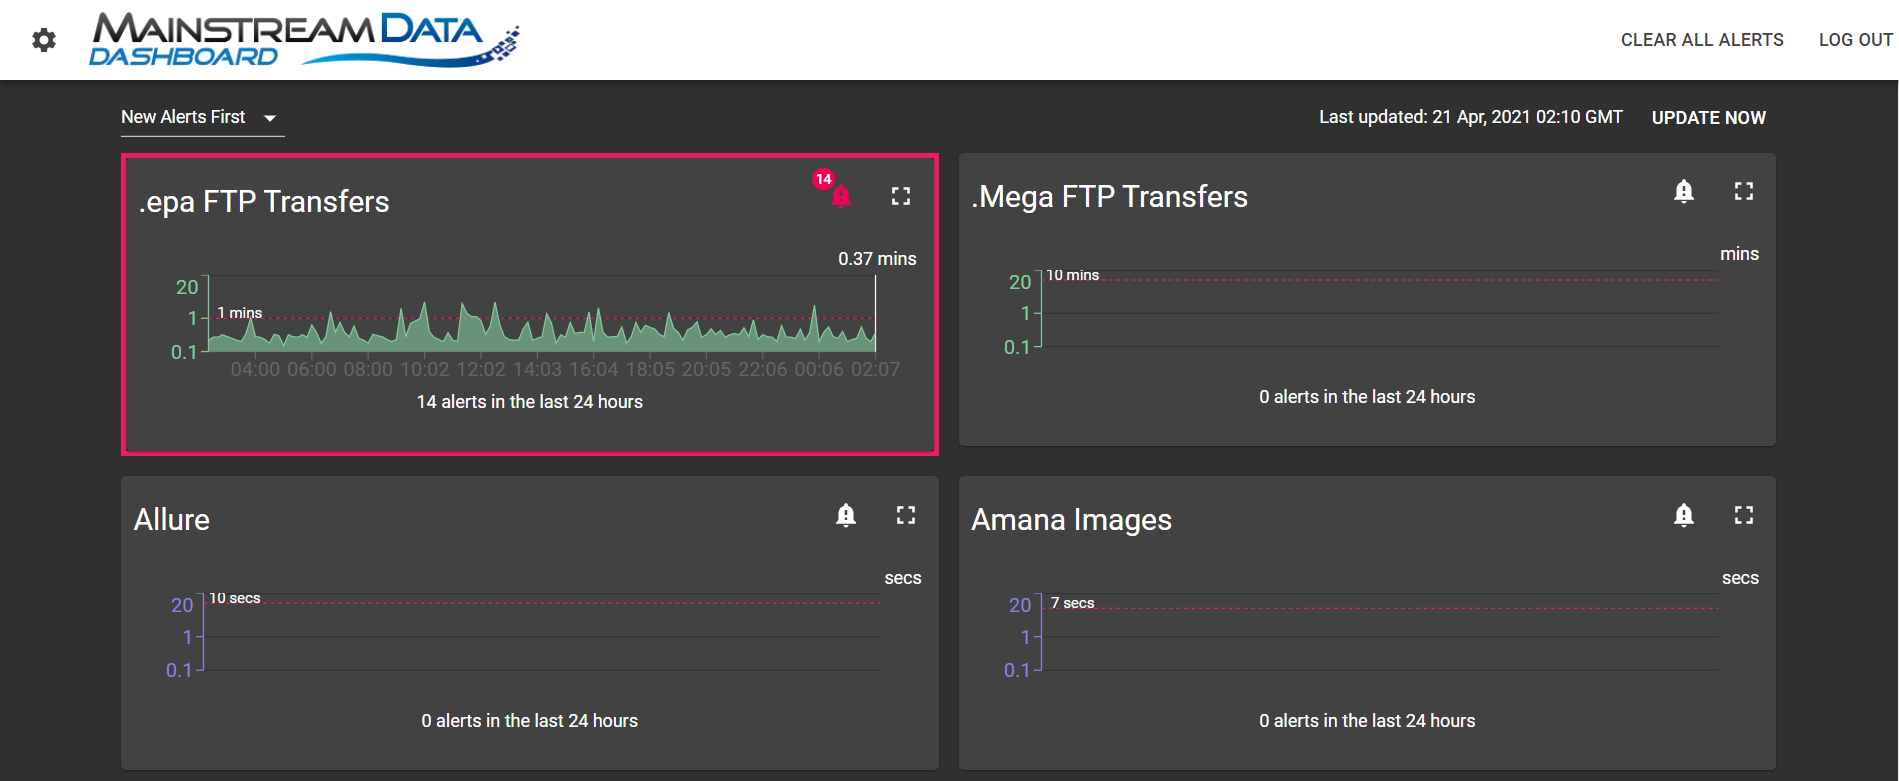 MAINSTREAM DATA
DASHBOARD
CLEAR ALL ALERTS
LOG OUT
New Alerts First
Last updated: 21 Apr, 2021 02:10 GMT
UPDATE NOW
.epa FTP Transfers
14
0.37 mins
20
1 mins
1
0.1
04:00 06:00 08:00 10:02 12:02 14:03 16:04 18:05 20:05 22:06 00:06 02:07
14 alerts in the last 24 hours
.Mega FTP Transfers
mins
10 mins
20
1
0.1
0 alerts in the last 24 hours
Allure
secs
10 secs
20
1
0.1
0 alerts in the last 24 hours
Amana Images
secs
7 secs
20
1
0.1
0 alerts in the last 24 hours